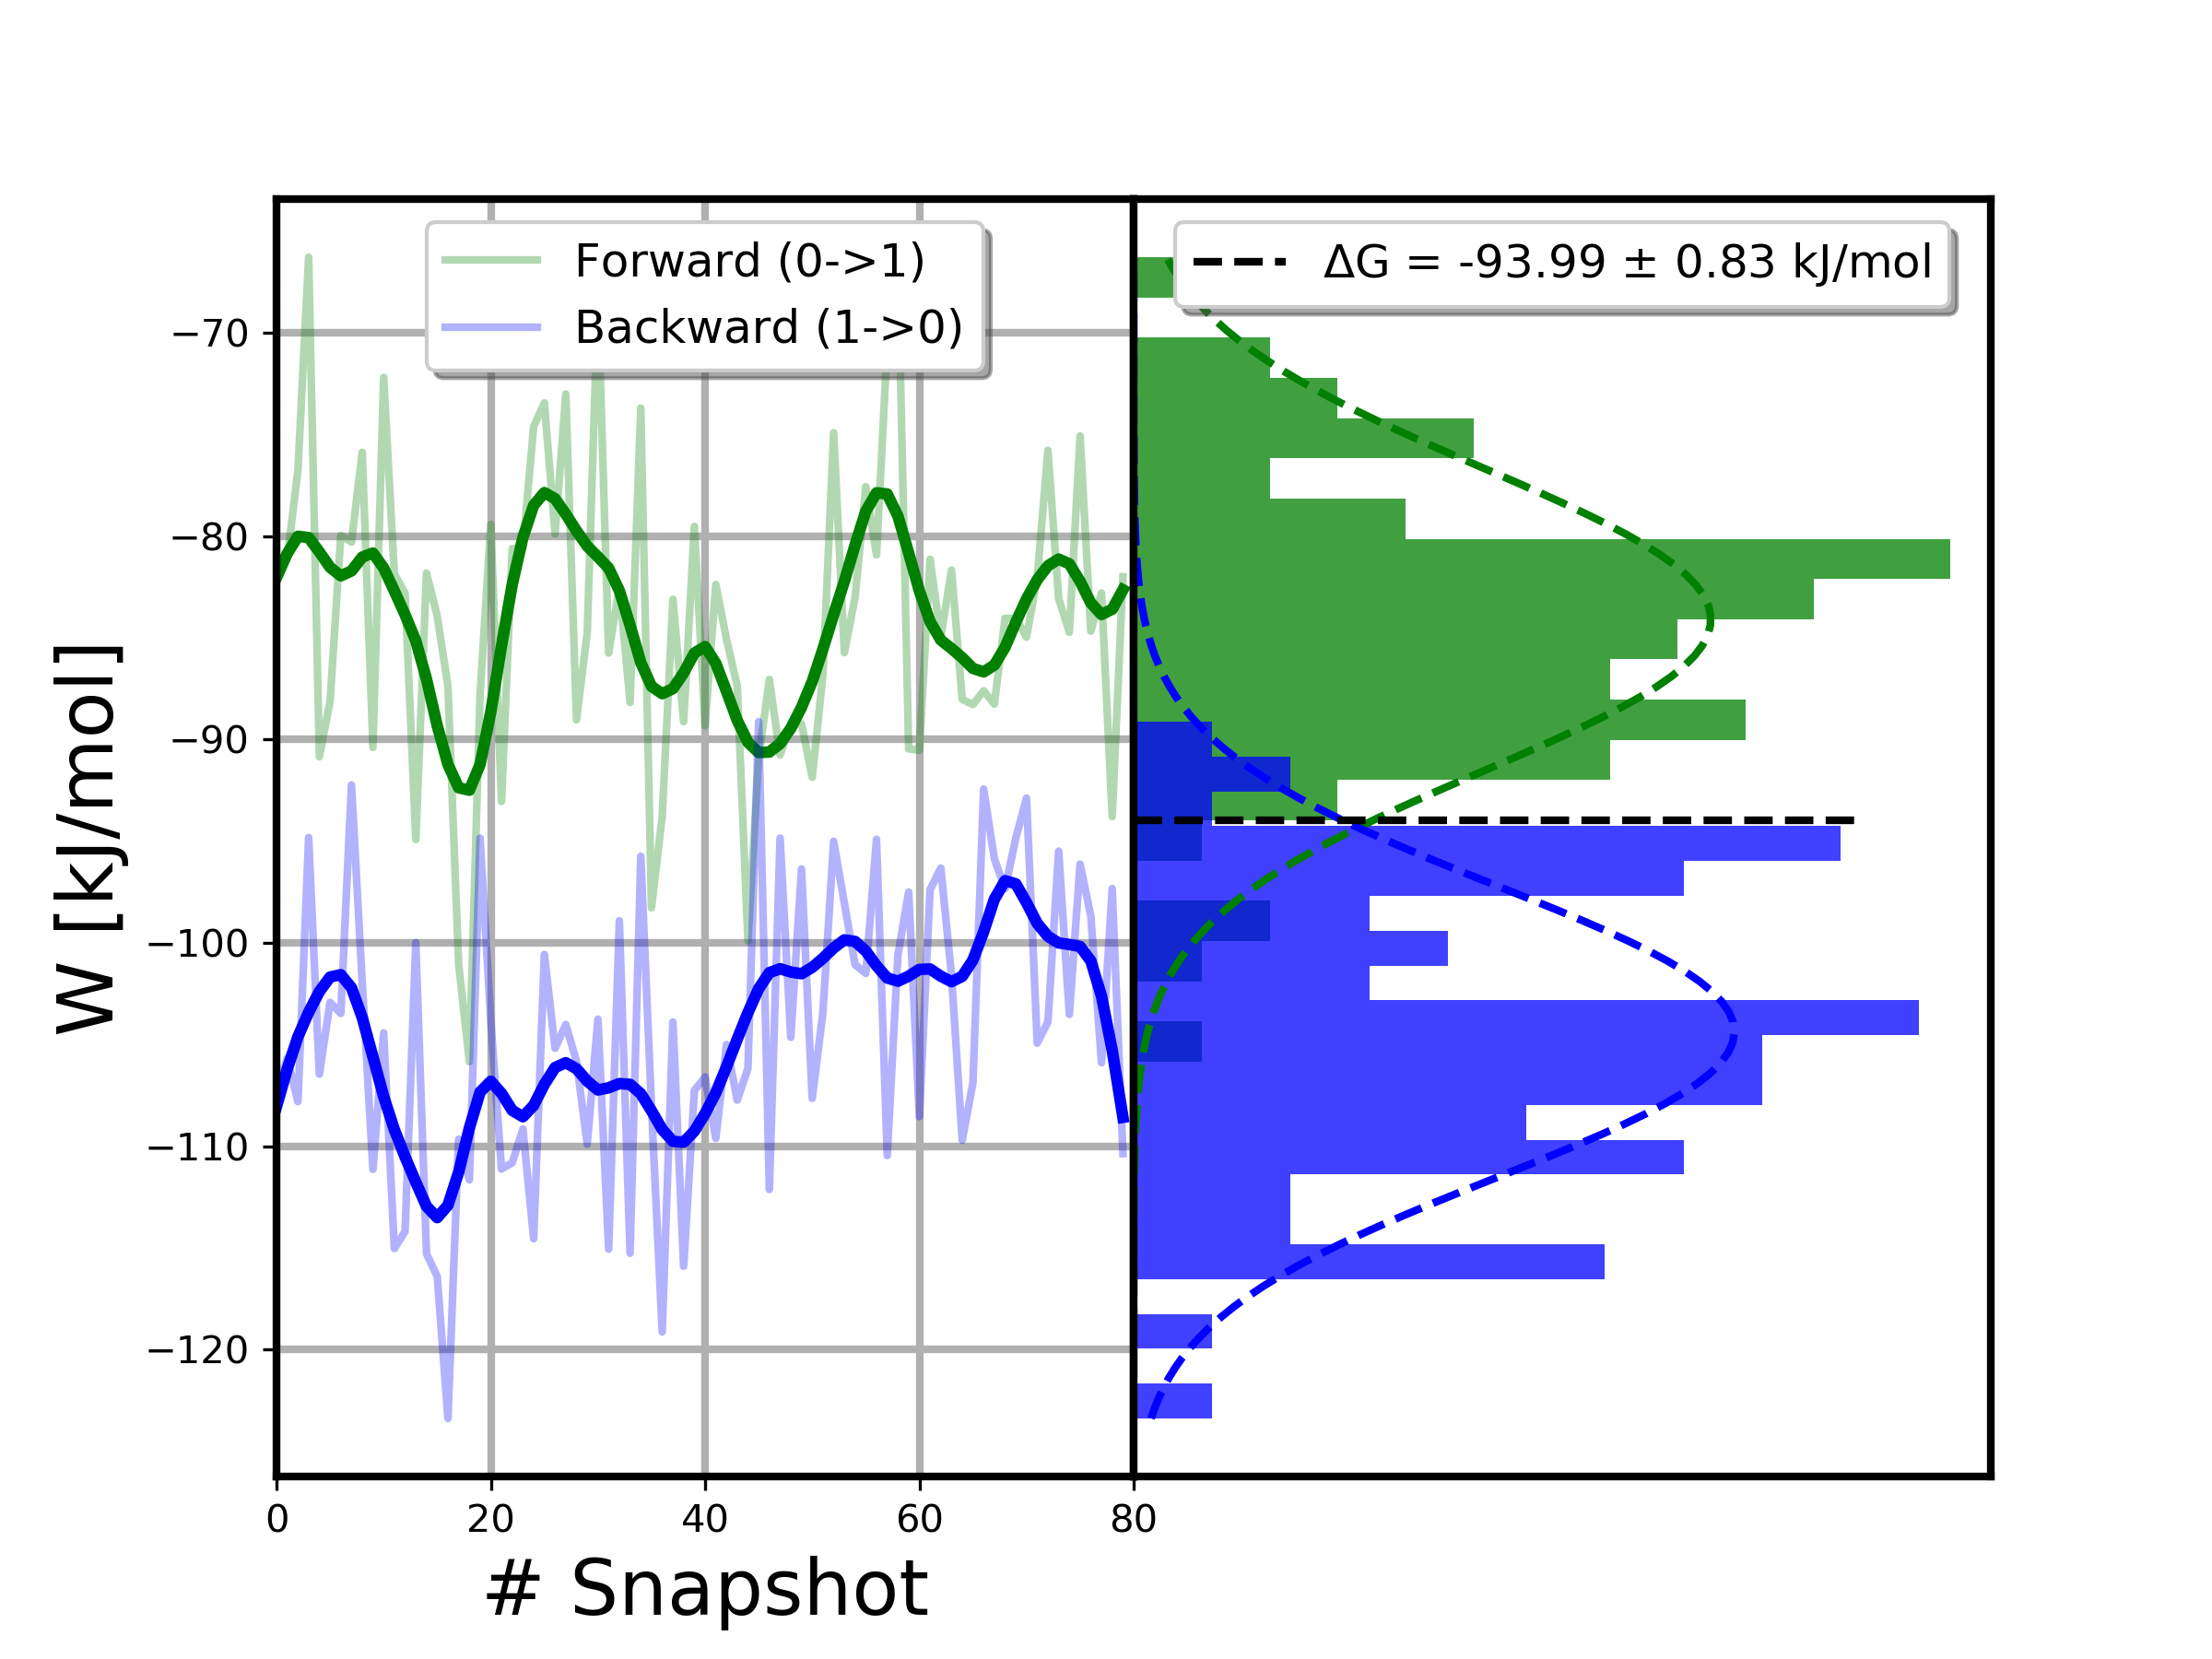 Forward (0->1)
Backward (1->0)
ΔG = -93.99 ± 0.83 kJ/mol
W [kJ/mol]
−70
−80
−90
−100
−110
−120
0 20 40 60 80
# Snapshot